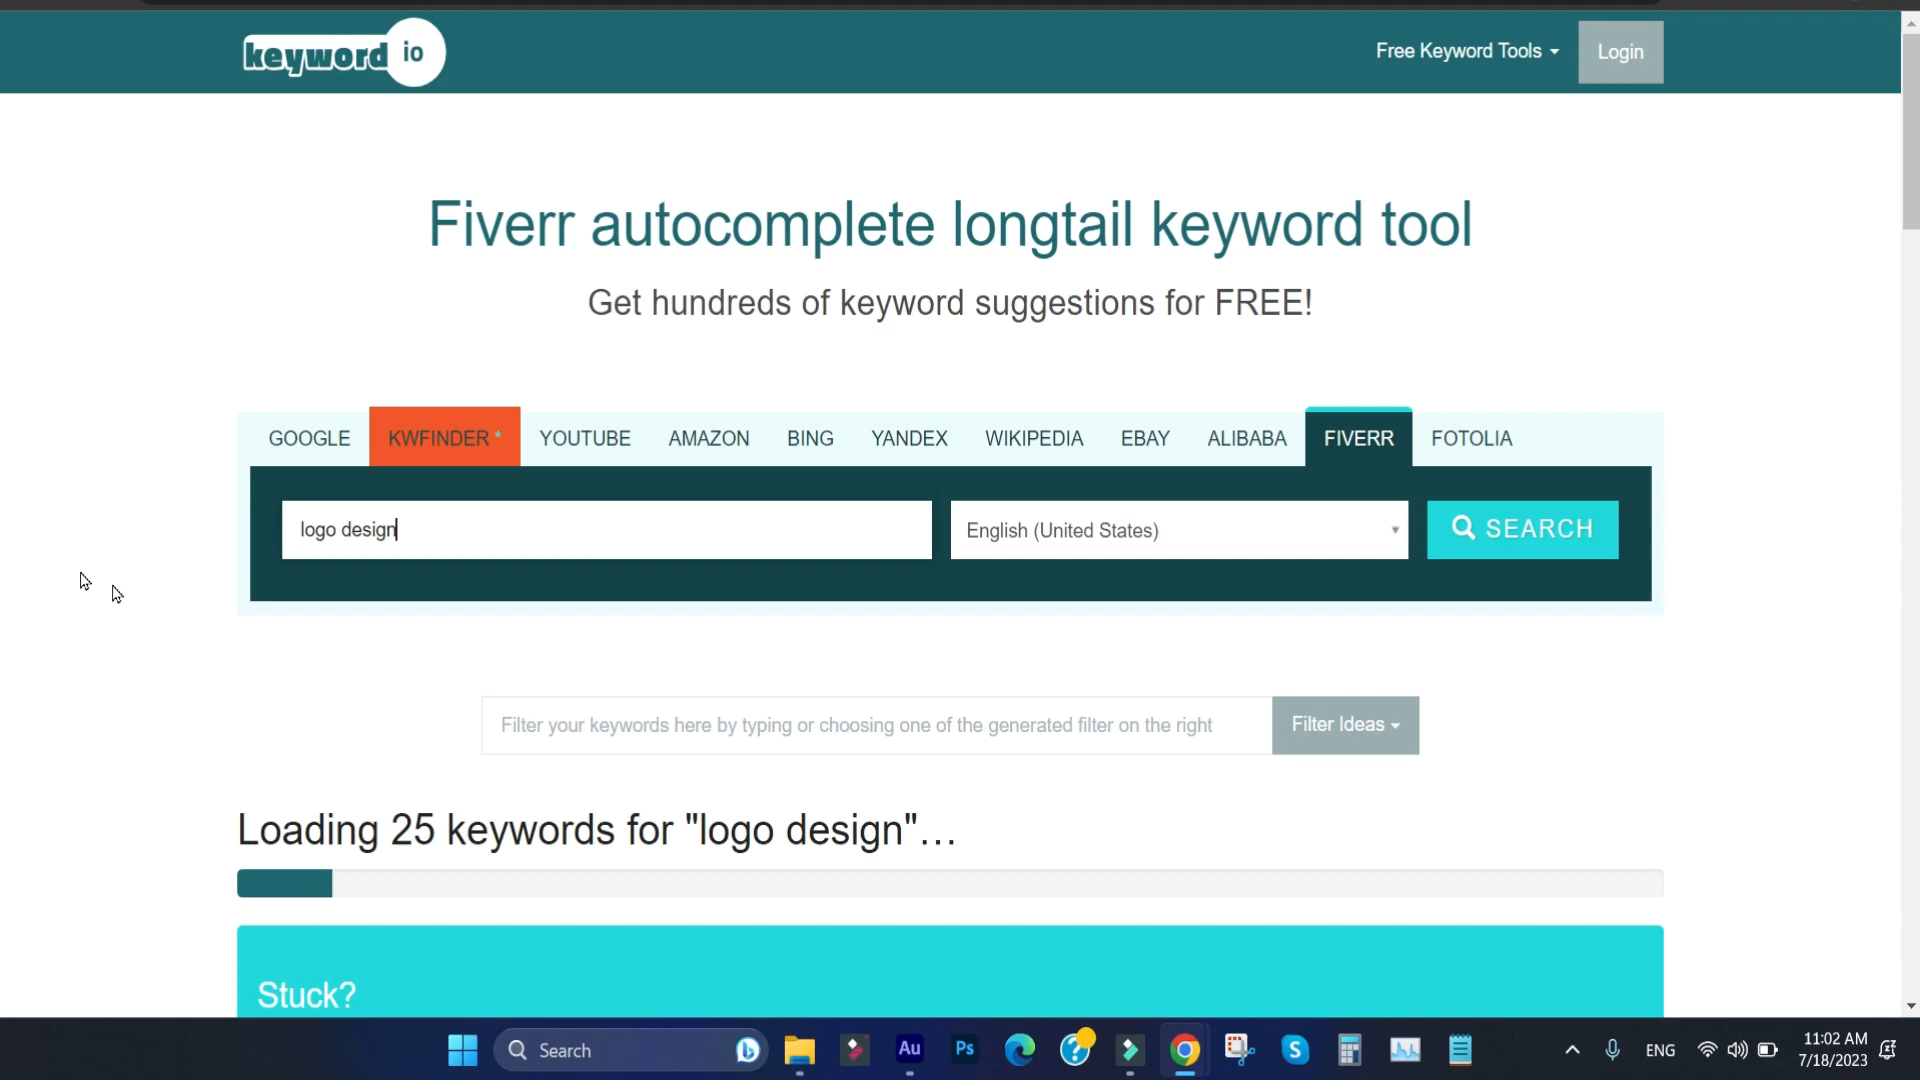 keyword io
Free Keyword Tools
Login
Fiverr autocomplete longtail keyword tool
Get hundreds of keyword suggestions for FREE!
GOOGLE KWFINDER * YOUTUBE AMAZON BING YANDEX WIKIPEDIA EBAY ALIBABA FIVERR FOTOLIA
logo design
English (United States)
SEARCH
Filter your keywords here by typing or choosing one of the generated filter on the right
Filter Ideas
Loading 25 keywords for "logo design"...
Stuck?
Search
Au
Ps
ENG
11:02 AM
7/18/2023